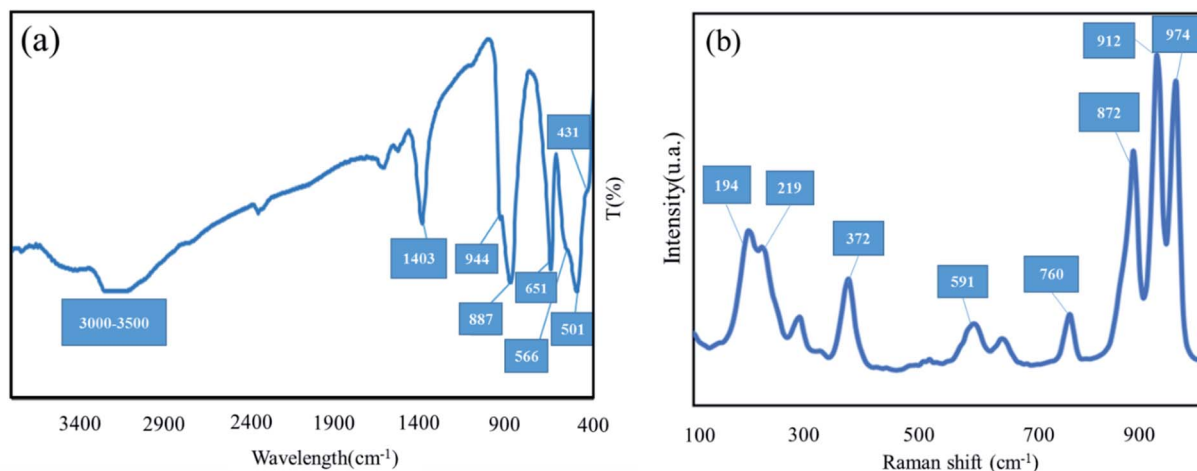 (a)
T(%)
431
3000-3500
1403
944
887
651
566
501
3400 2900 2400 1900 1400 900 400
Wavelength(cm-1)
(b)
Intensity(u.a.)
194
219
372
591
760
872
912
974
100 300 500 700 900
Raman shift (cm-1)